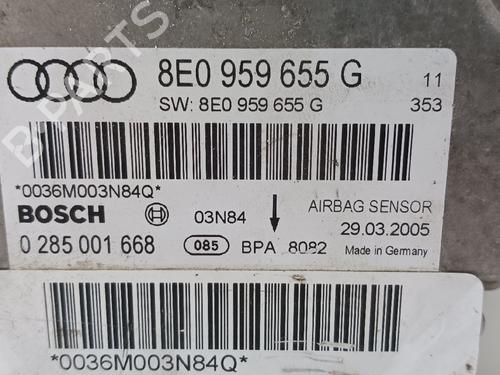 8E0 959 655 G 11
SW: 8E0 959 655 G 353
*0036M003N84Q*
BOSCH 03N84 AIRBAG SENSOR
29.03.2005
0 285 001 668 085 BPA 8082 Made in Germany
*0036M003N84Q*
B PARTS